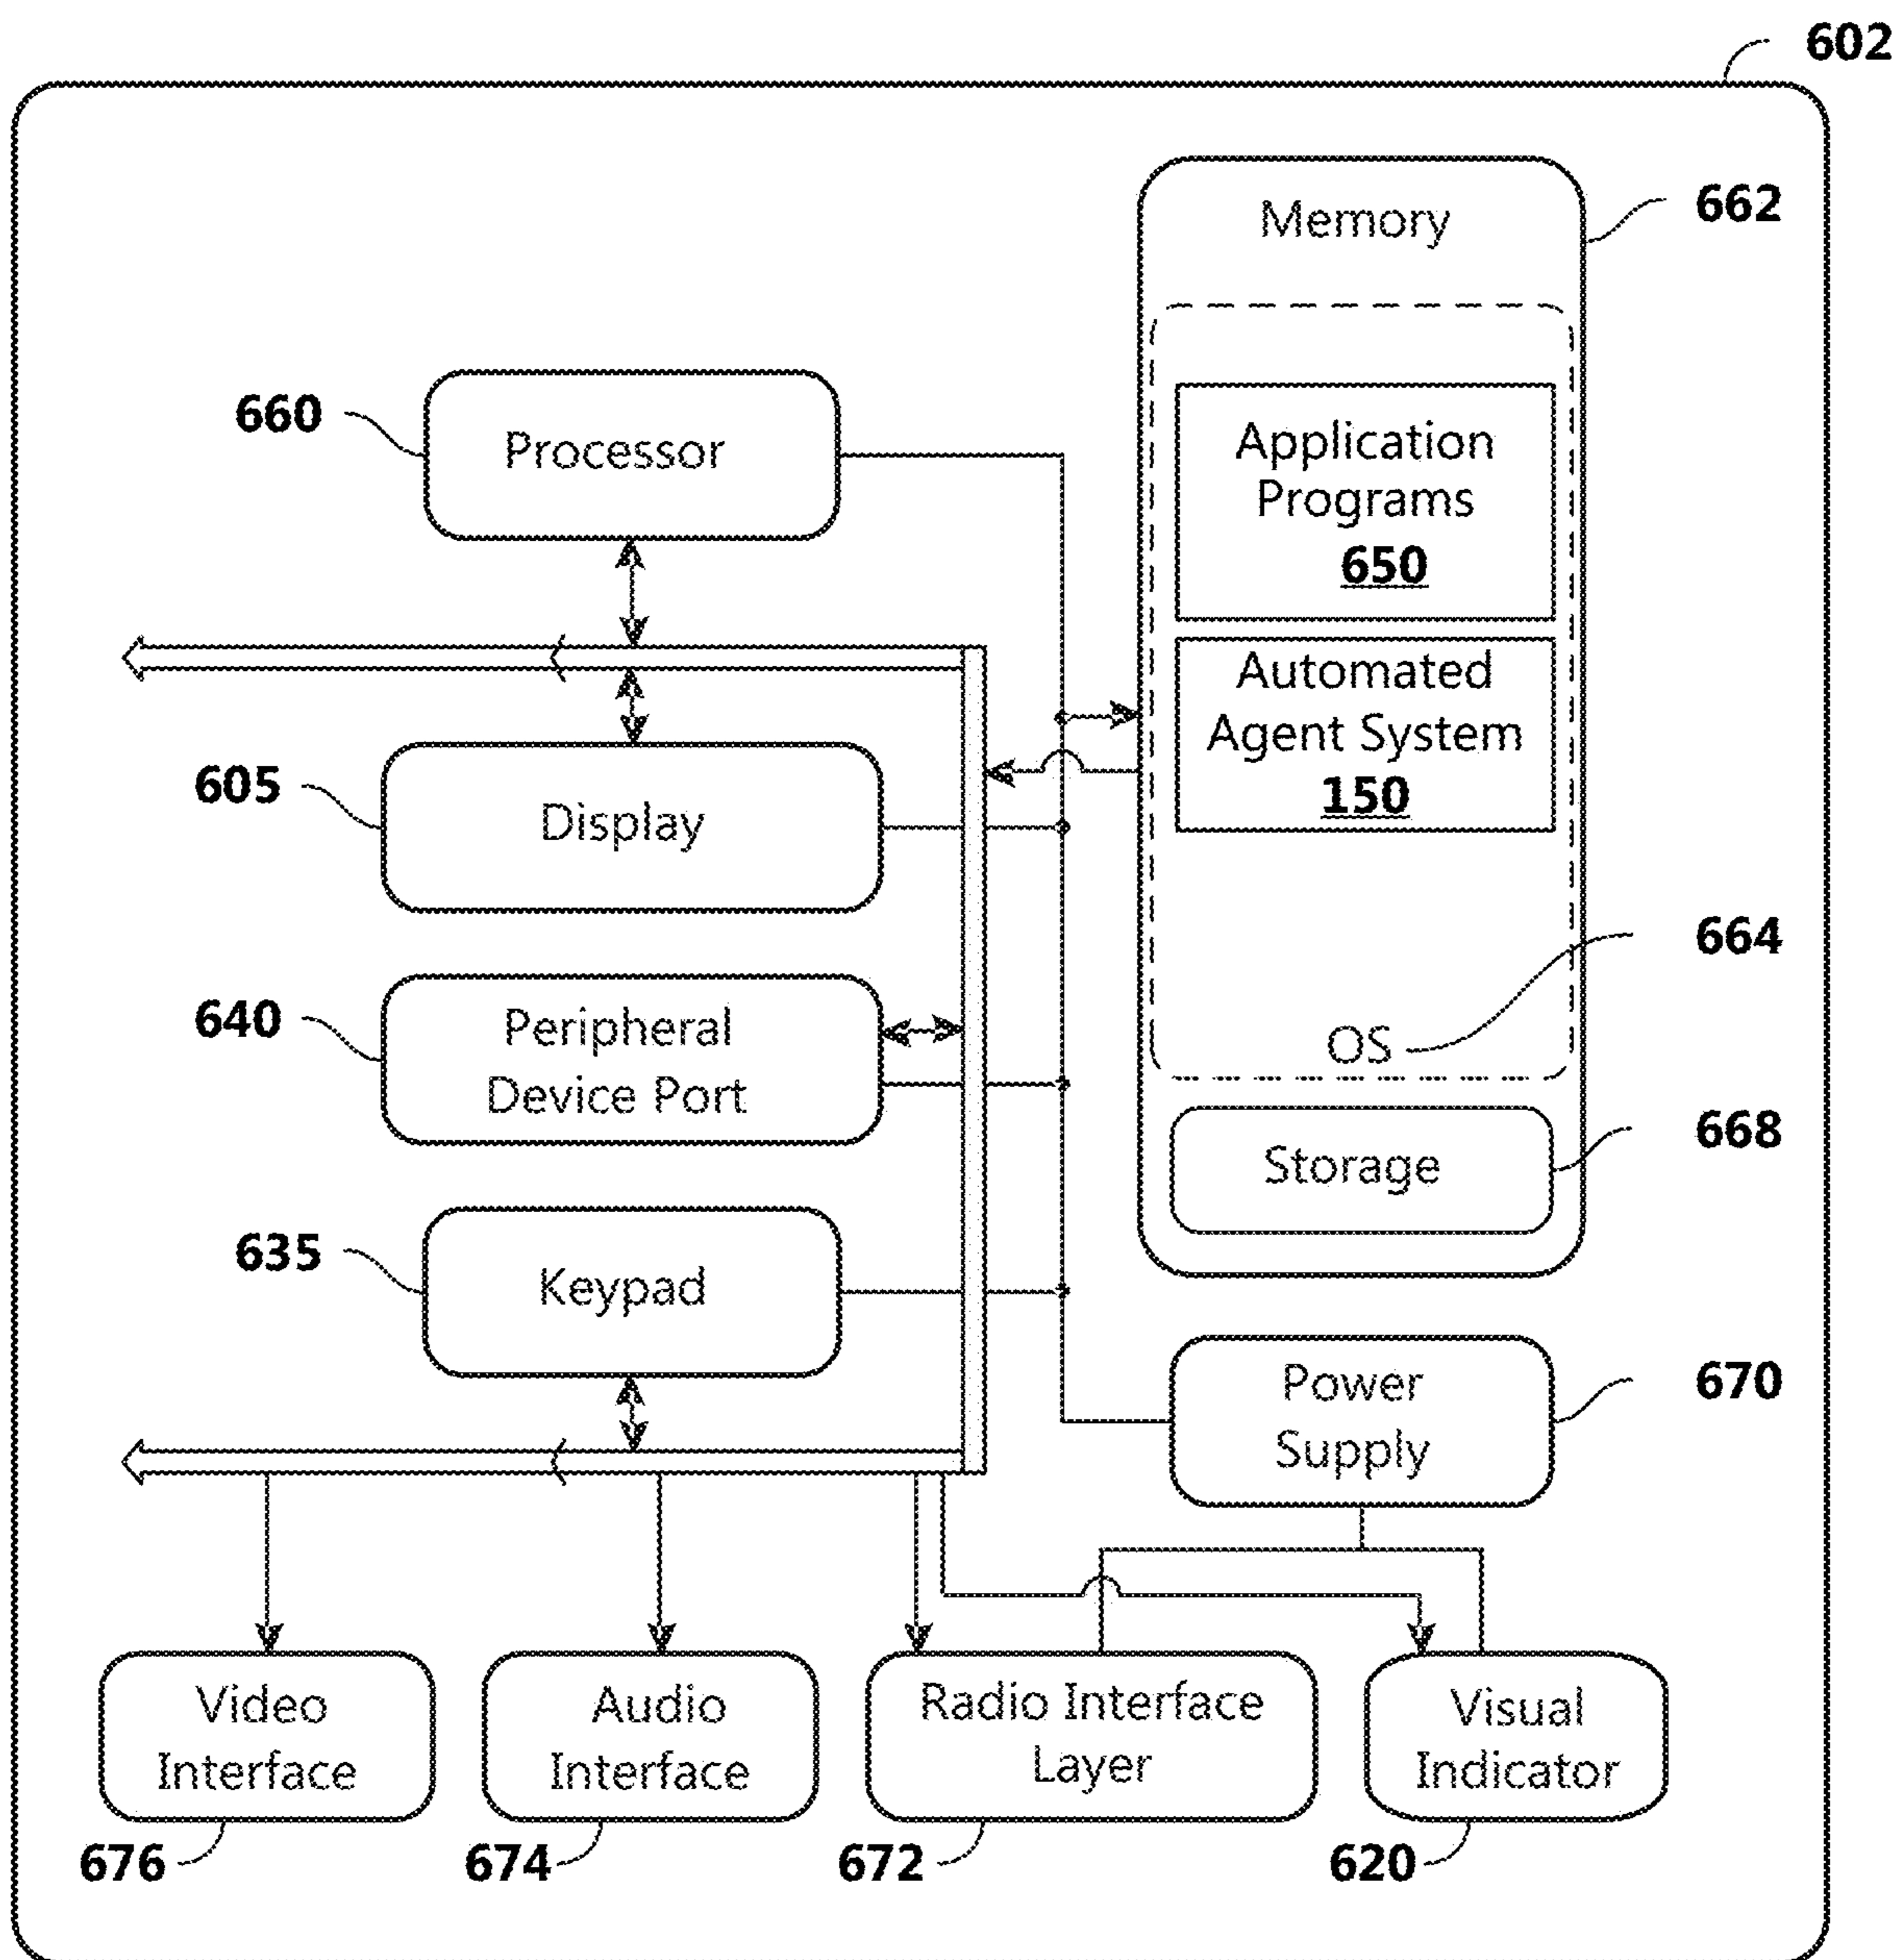 602
Memory
662
Application
Programs
650
660
Processor
Automated
Agent System
150
605
Display
664
OS
640
Peripheral
Device Port
668
Storage
635
Keypad
Power
Supply
670
Video
Interface
Audio
Interface
Radio Interface
Layer
Visual
Indicator
676
674
672
620